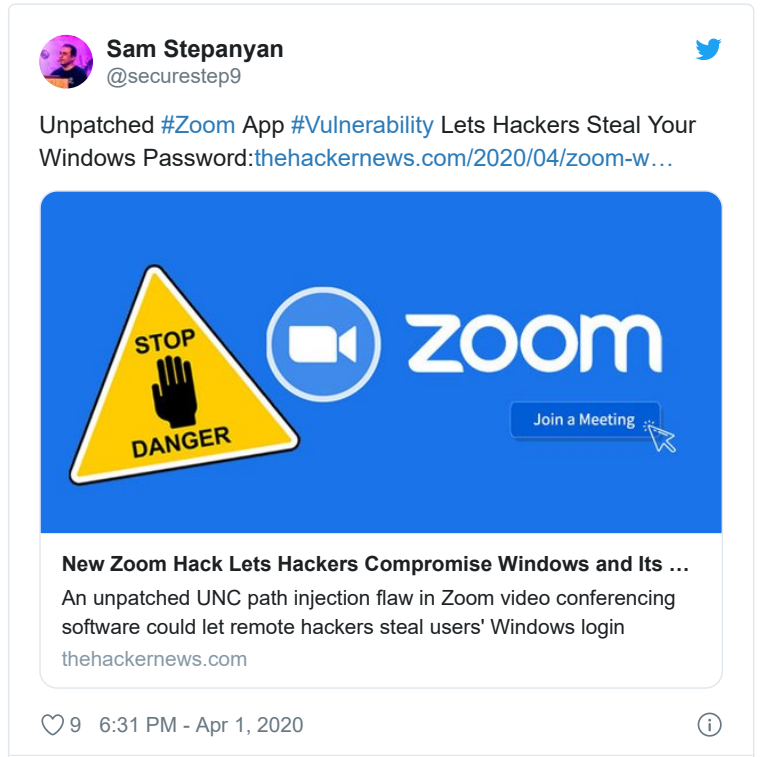 Sam Stepanyan
@securestep9
Unpatched #Zoom App #Vulnerability Lets Hackers Steal Your
Windows Password:thehackernews.com/2020/04/zoom-w…
STOP
DANGER
zoom
Join a Meeting
New Zoom Hack Lets Hackers Compromise Windows and Its …
An unpatched UNC path injection flaw in Zoom video conferencing
software could let remote hackers steal users' Windows login
thehackernews.com
9 6:31 PM - Apr 1, 2020